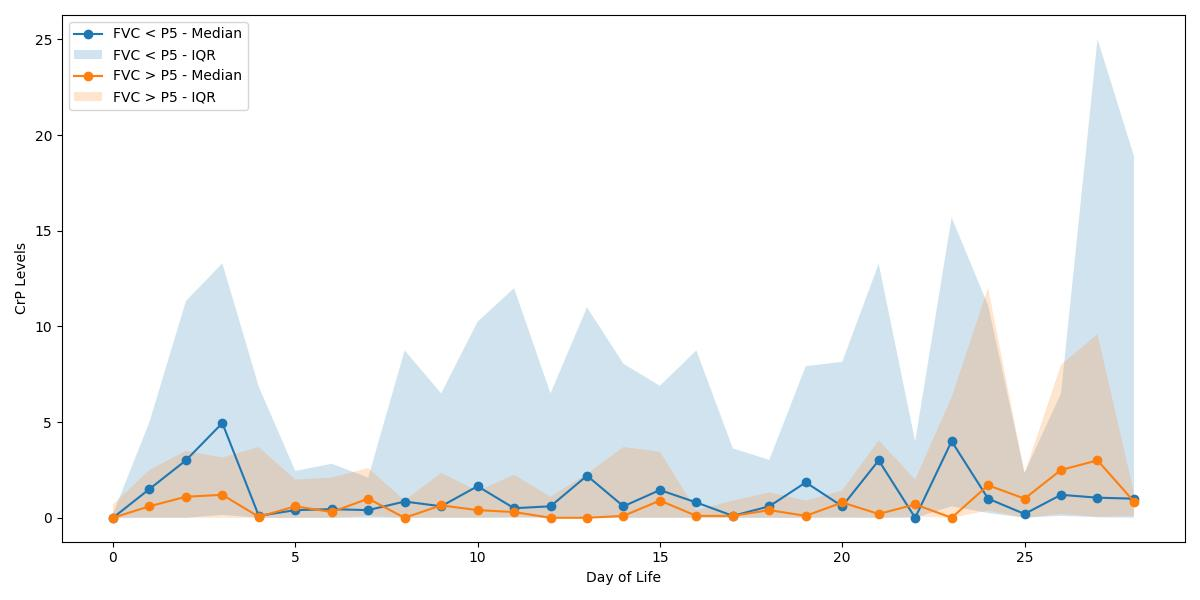 FVC < P5 - Median
FVC < P5 - IQR
FVC > P5 - Median
FVC > P5 - IQR
25
20
15
10
5
0
CrP Levels
0 5 10 15 20 25
Day of Life